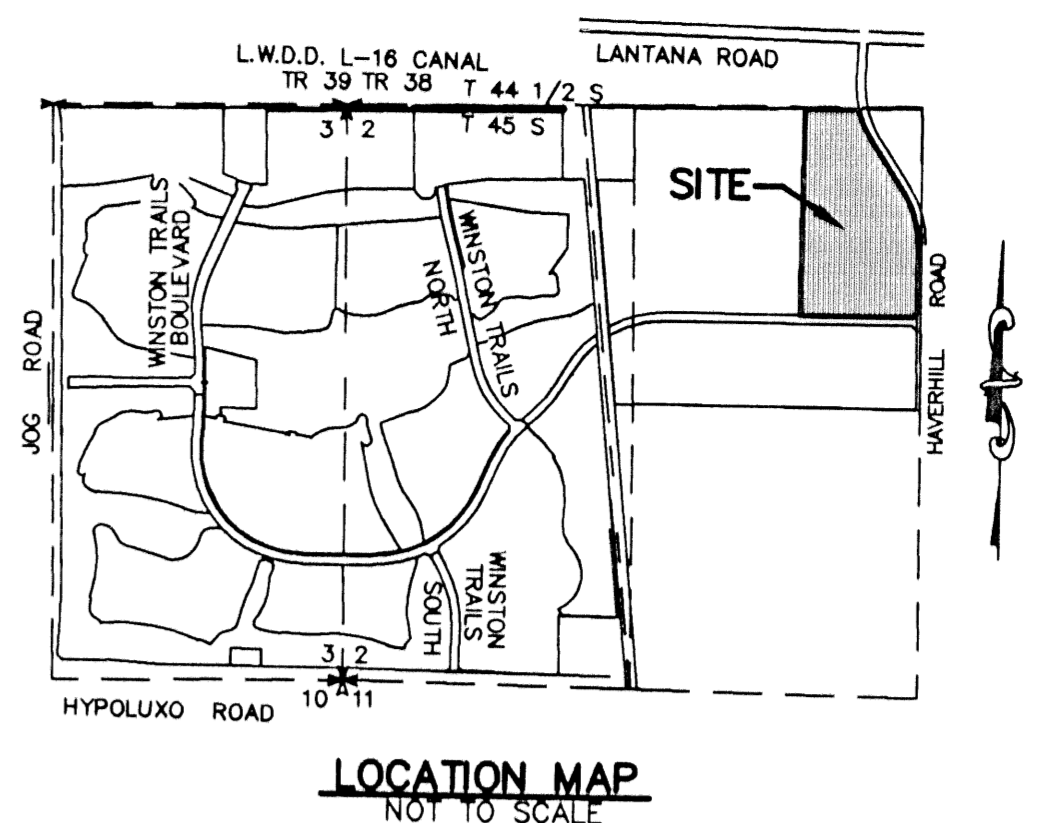 L.W.D.D. L-16 CANAL
TR 39 TR 38
T 44 1/2 S
T 45 S
3 2
LANTANA ROAD
SITE
WINSTON TRAILS
BOULEVARD
WINSTON TRAILS
NORTH
JOG ROAD
HAVERHILL ROAD
WINSTON
TRAILS
SOUTH
3 2
10 11
HYPOLUXO ROAD
LOCATION MAP
NOT TO SCALE